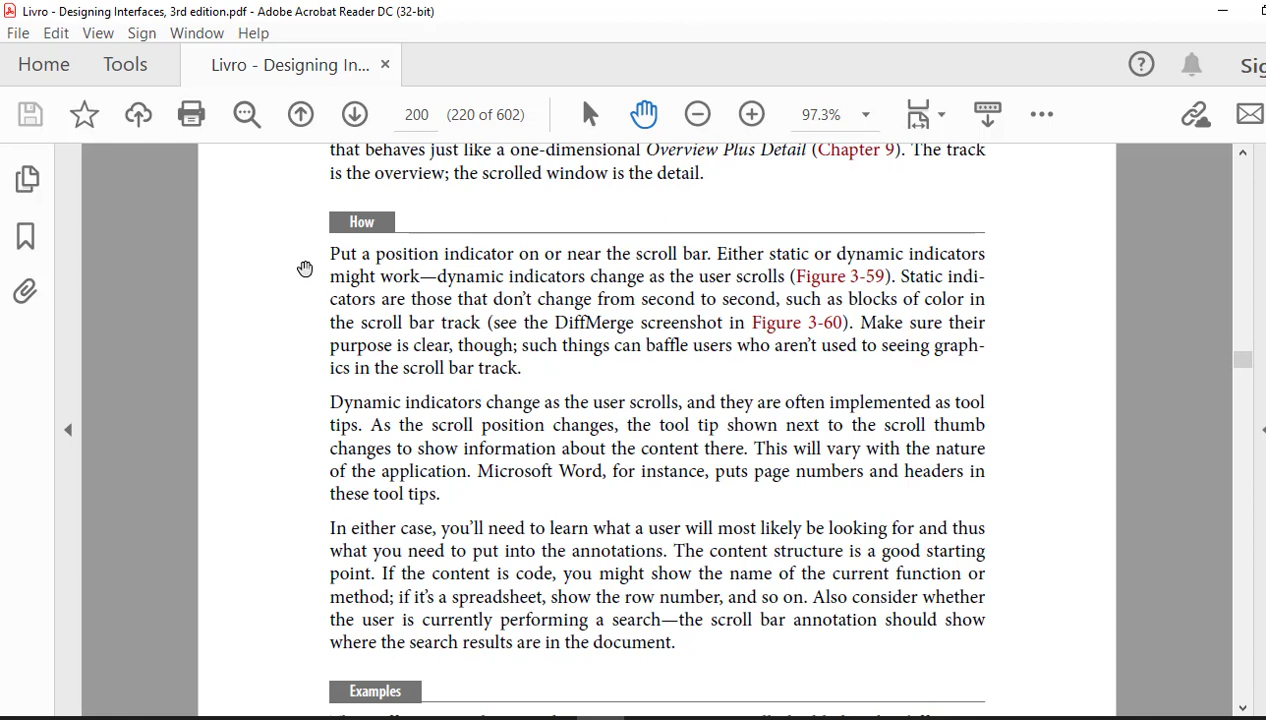 Livro - Designing Interfaces, 3rd edition.pdf - Adobe Acrobat Reader DC (32-bit)
File Edit View Sign Window Help
Home Tools Livro - Designing In... ×
200 (220 of 602) 97.3%
that behaves just like a one-dimensional Overview Plus Detail (Chapter 9). The track
is the overview; the scrolled window is the detail.
How
Put a position indicator on or near the scroll bar. Either static or dynamic indicators
might work—dynamic indicators change as the user scrolls (Figure 3-59). Static indi-
cators are those that don’t change from second to second, such as blocks of color in
the scroll bar track (see the DiffMerge screenshot in Figure 3-60). Make sure their
purpose is clear, though; such things can baffle users who aren’t used to seeing graph-
ics in the scroll bar track.
Dynamic indicators change as the user scrolls, and they are often implemented as tool
tips. As the scroll position changes, the tool tip shown next to the scroll thumb
changes to show information about the content there. This will vary with the nature
of the application. Microsoft Word, for instance, puts page numbers and headers in
these tool tips.
In either case, you’ll need to learn what a user will most likely be looking for and thus
what you need to put into the annotations. The content structure is a good starting
point. If the content is code, you might show the name of the current function or
method; if it’s a spreadsheet, show the row number, and so on. Also consider whether
the user is currently performing a search—the scroll bar annotation should show
where the search results are in the document.
Examples